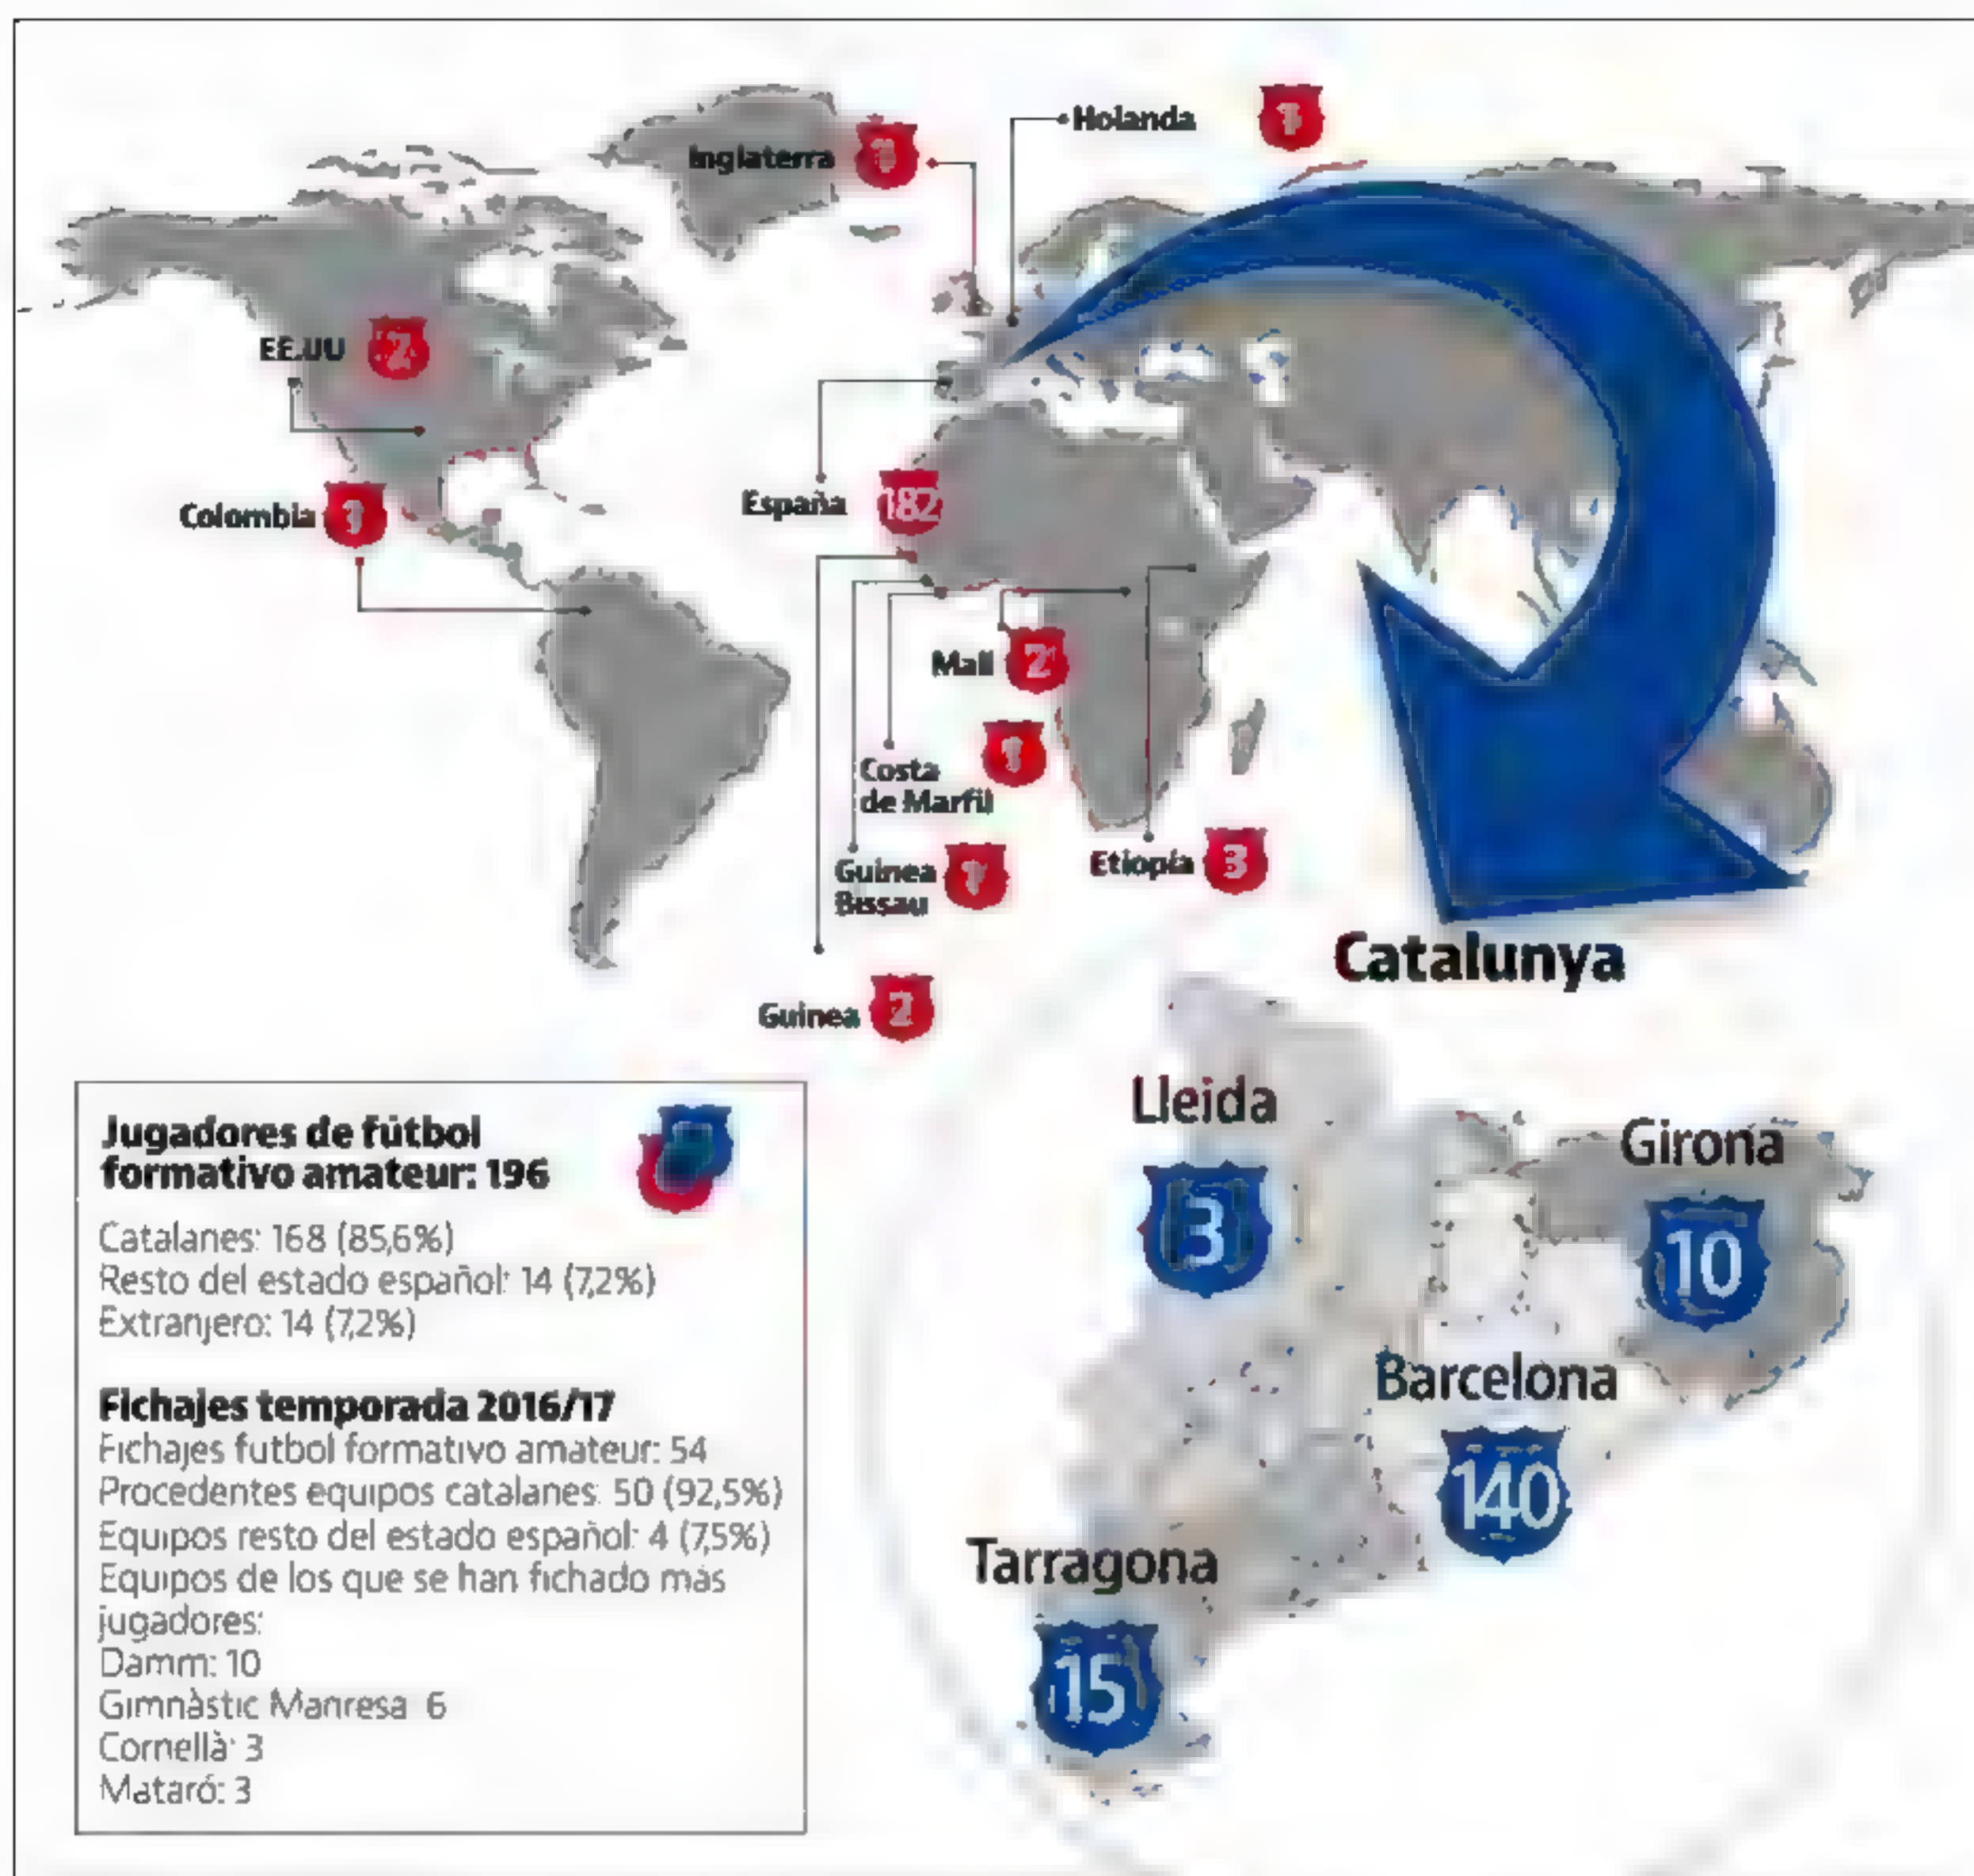 Holanda 1
Inglaterra 1
EE.UU 2
Colombia 1
España 182
Mali 2
Costa 1
de Marfil
Guinea 1
Bissau
Etiopía 3
Guinea 2
Catalunya
Lleida
3
Girona
10
Barcelona
140
Tarragona
15
Jugadores de fútbol
formativo amateur: 196
Catalanes: 168 (85,6%)
Resto del estado español: 14 (7,2%)
Extranjero: 14 (7,2%)
Fichajes temporada 2016/17
Fichajes futbol formativo amateur: 54
Procedentes equipos catalanes: 50 (92,5%)
Equipos resto del estado español: 4 (7,5%)
Equipos de los que se han fichado más
jugadores:
Damm: 10
Gimnàstic Manresa 6
Cornellà: 3
Mataró: 3